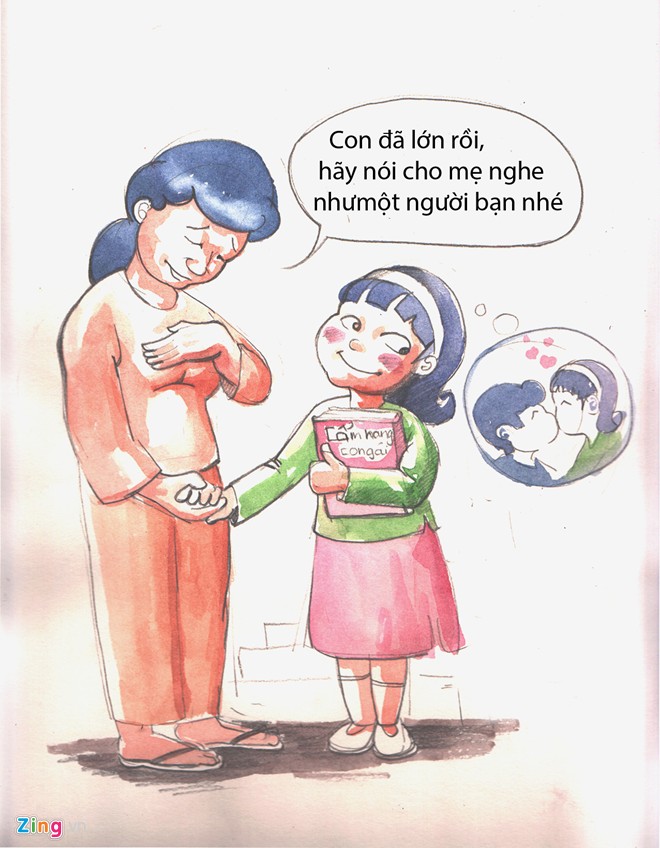 Con đã lớn rồi,
hãy nói cho mẹ nghe
nhưmột người bạn nhé
Cẩm nang
con gái
Zing.vn